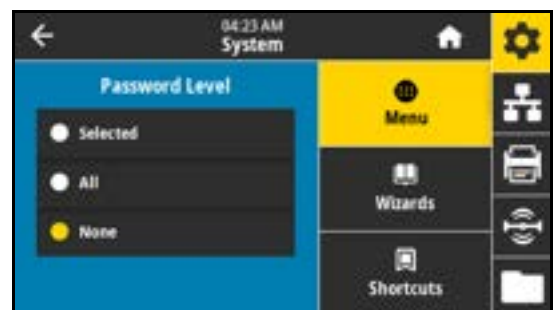 04:23 AM
System
Password Level
Selected
All
None
Menu
Wizards
Shortcuts